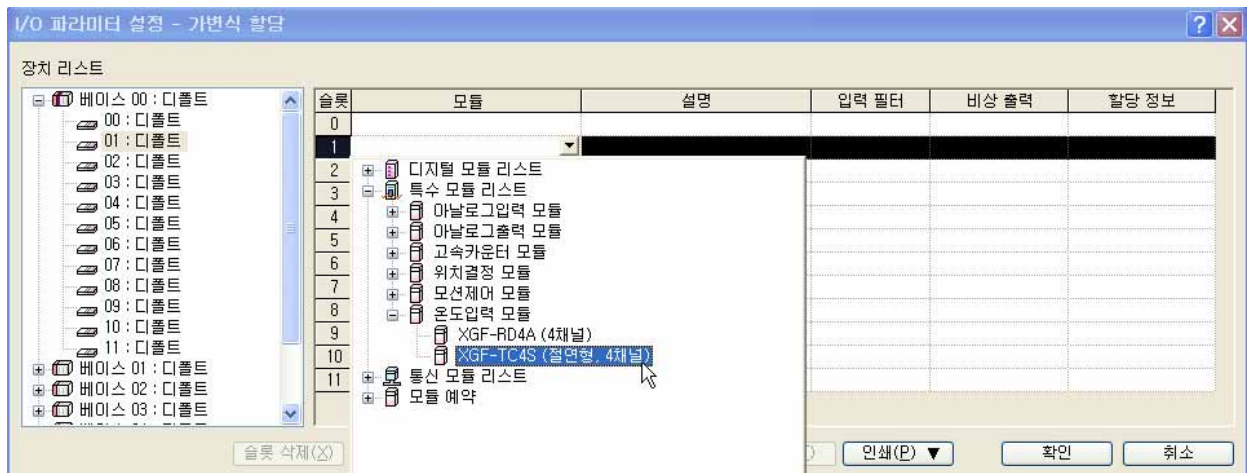 I/O 파라미터 설정 - 가변식 할당
장치 리스트
베이스 00 : 디폴트
00 : 디폴트
01 : 디폴트
02 : 디폴트
03 : 디폴트
04 : 디폴트
05 : 디폴트
06 : 디폴트
07 : 디폴트
08 : 디폴트
09 : 디폴트
10 : 디폴트
11 : 디폴트
베이스 01 : 디폴트
베이스 02 : 디폴트
베이스 03 : 디폴트
슬롯 모듈 설명 입력 필터 비상 출력 할당 정보
0
1
2
3
4
5
6
7
8
9
10
11
디지털 모듈 리스트
특수 모듈 리스트
아날로그입력 모듈
아날로그출력 모듈
고속카운터 모듈
위치결정 모듈
모션제어 모듈
온도입력 모듈
XGF-RD4A (4채널)
XGF-TC4S (절연형, 4채널)
통신 모듈 리스트
모듈 예약
슬롯 삭제(X) 인쇄(P) ▼ 확인 취소